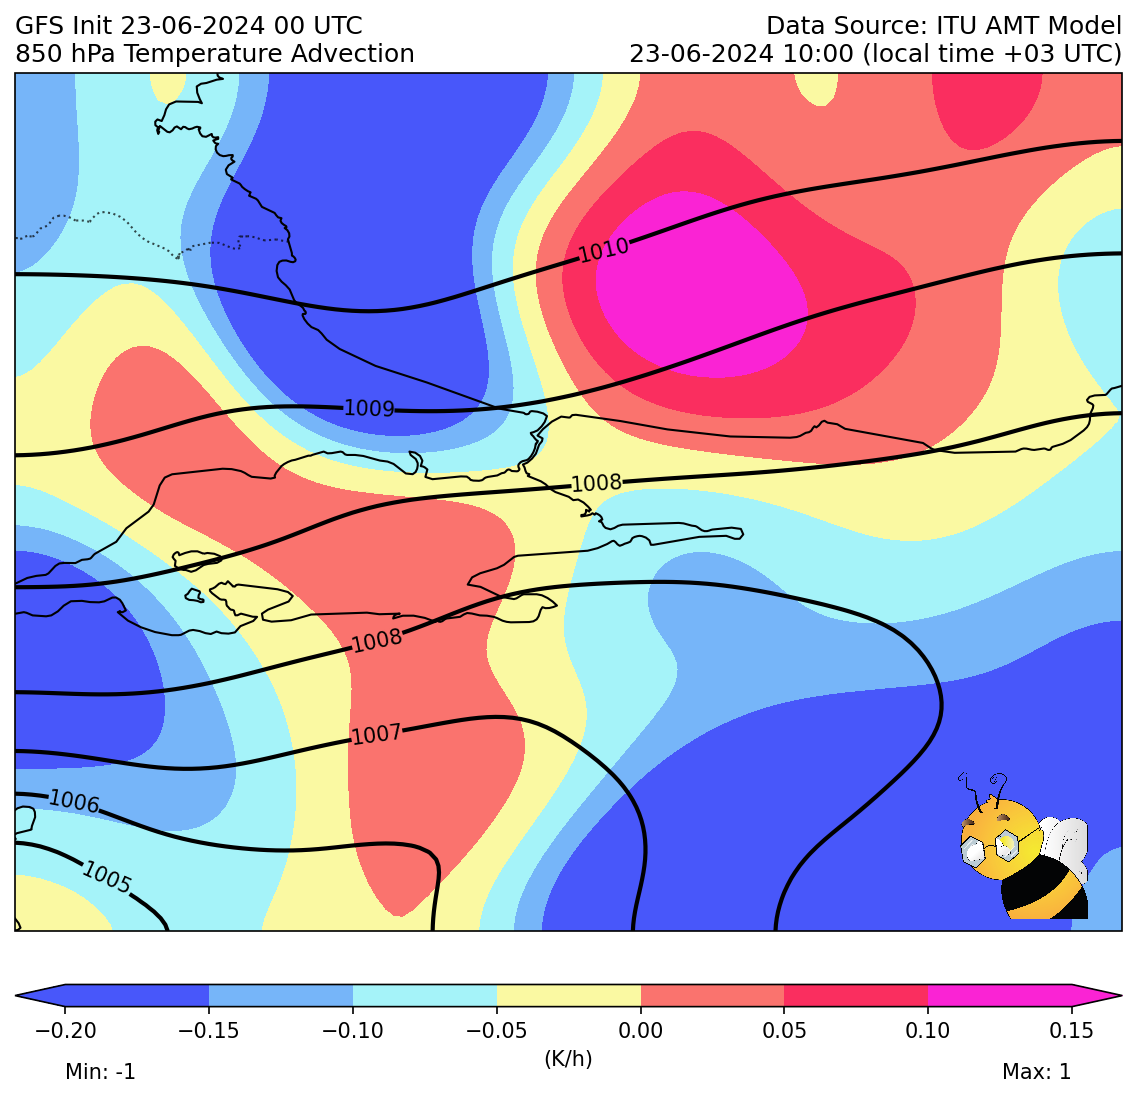 GFS Init 23-06-2024 00 UTC
850 hPa Temperature Advection
Data Source: ITU AMT Model
23-06-2024 10:00 (local time +03 UTC)
1010
1009
1008
1008
1007
1006
1005
−0.20 −0.15 −0.10 −0.05 0.00 0.05 0.10 0.15
(K/h)
Min: -1
Max: 1